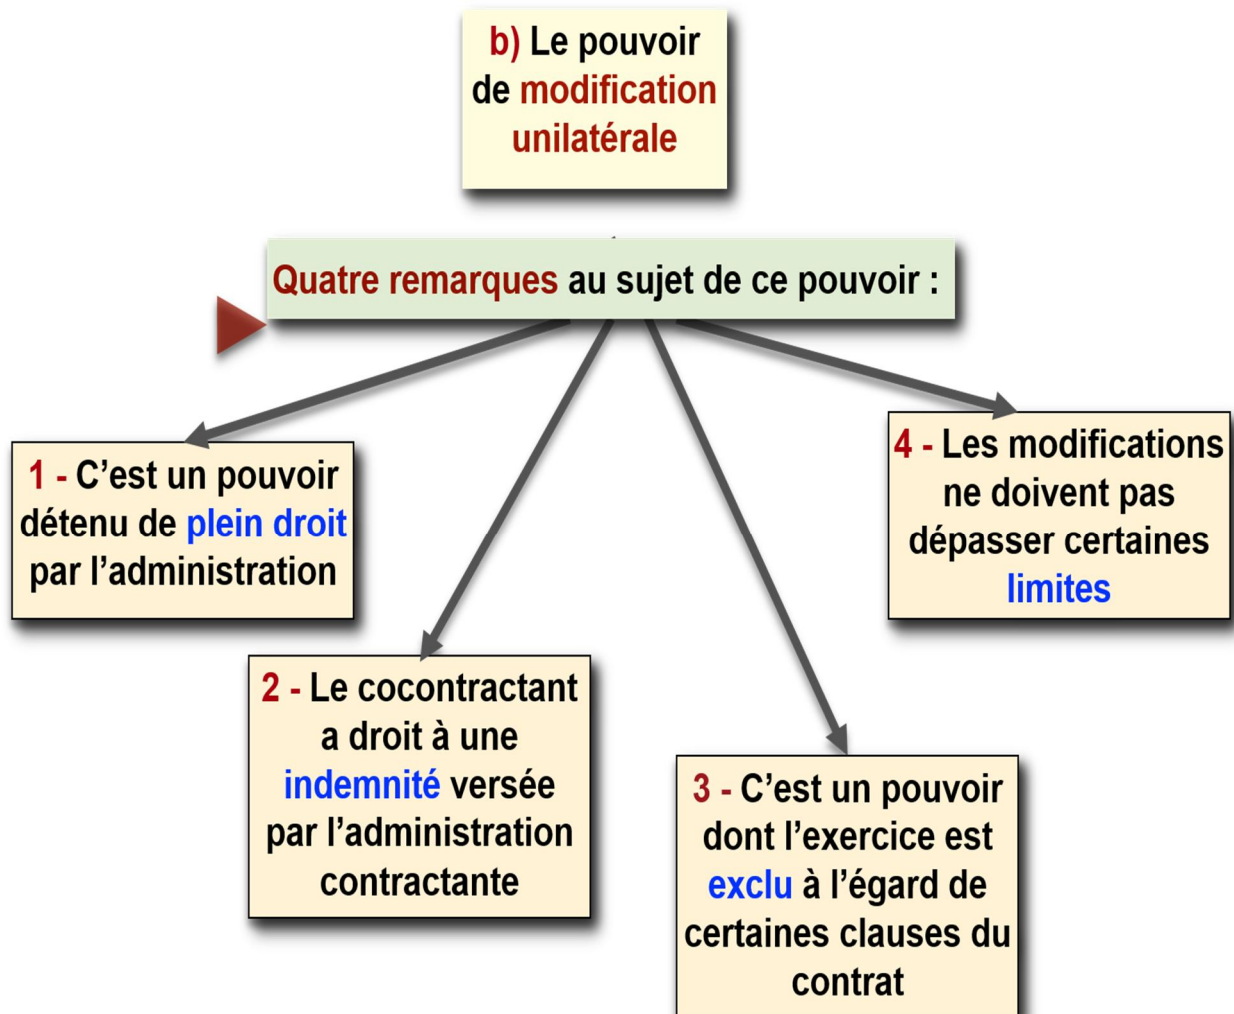 b) Le pouvoir
de modification
unilatérale
Quatre remarques au sujet de ce pouvoir :
1 - C’est un pouvoir
détenu de plein droit
par l’administration
2 - Le cocontractant
a droit à une
indemnité versée
par l’administration
contractante
3 - C’est un pouvoir
dont l’exercice est
exclu à l’égard de
certaines clauses du
contrat
4 - Les modifications
ne doivent pas
dépasser certaines
limites